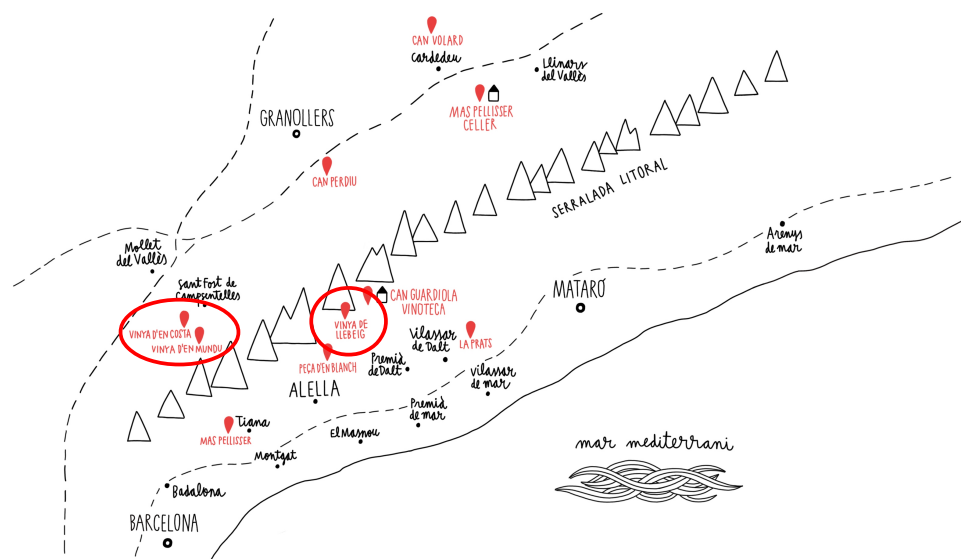 CAN VOLARD
Cardedeu
Llinars
del Vallès
MAS PELLISSER
CELLER
GRANOLLERS
CAN PERDIU
SERRALADA LITORAL
Arenys
de mar
Mollet
del Vallès
Sant Fost de
Campsentelles
VINYA D'EN COSTA
VINYA D'EN MUNDU
CAN GUARDIOLA
VINOTECA
VINYA DE
LLEBEIG
MATARÓ
Vilassar
de Dalt
LA PRATS
PEÇA D'EN BLANCH
Premià
de Dalt
Vilassar
de mar
ALELLA
Premià
de mar
Tiana
MAS PELLISSER
El Masnou
Montgat
mar mediterrani
Badalona
BARCELONA